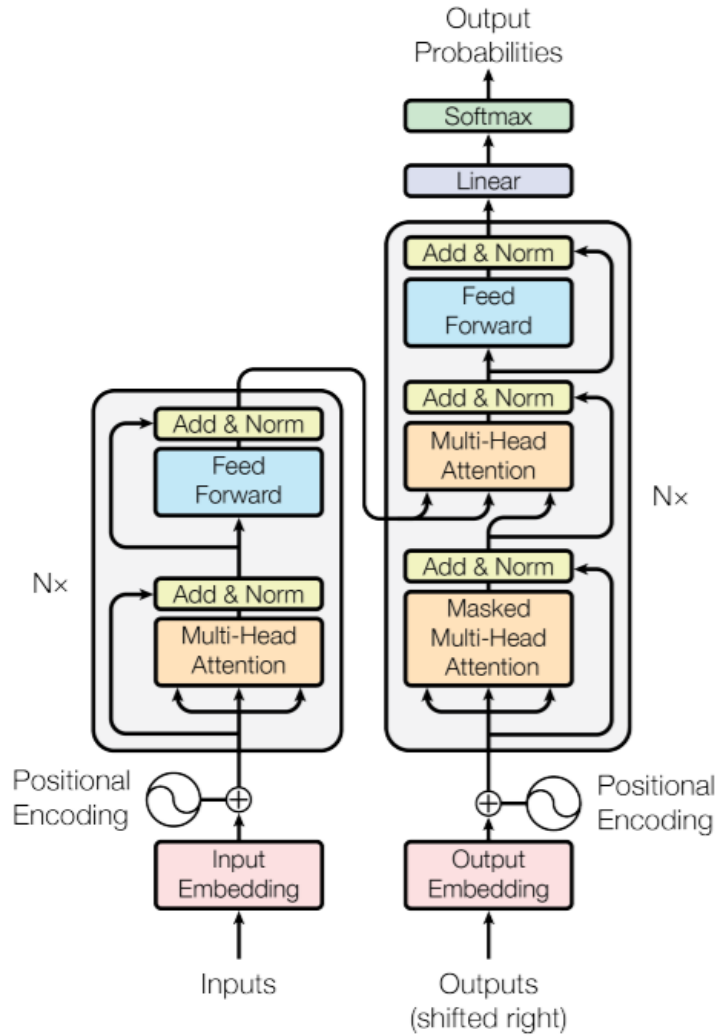 Output
Probabilities
Softmax
Linear
Add & Norm
Feed
Forward
Add & Norm
Multi-Head
Attention
Nx
Add & Norm
Masked
Multi-Head
Attention
Add & Norm
Feed
Forward
Nx
Add & Norm
Multi-Head
Attention
Positional
Encoding
Positional
Encoding
Input
Embedding
Output
Embedding
Inputs
Outputs
(shifted right)